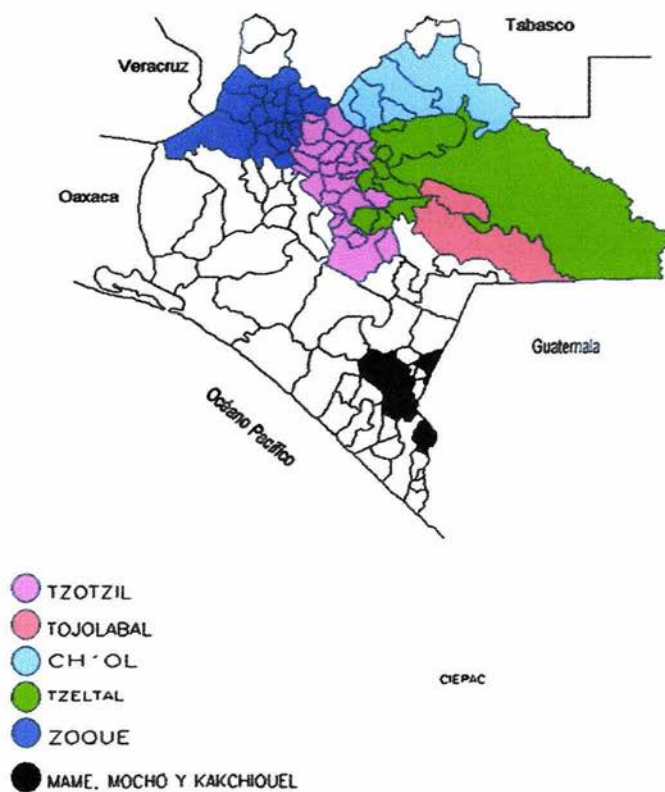 Tabasco
Veracruz
Oaxaca
Guatemala
Océano Pacífico
TZOTZIL
TOJOLABAL
CH´OL
CIEPAC
TZELTAL
ZOQUE
MAME, MOCHO Y KAKCHIQUEL